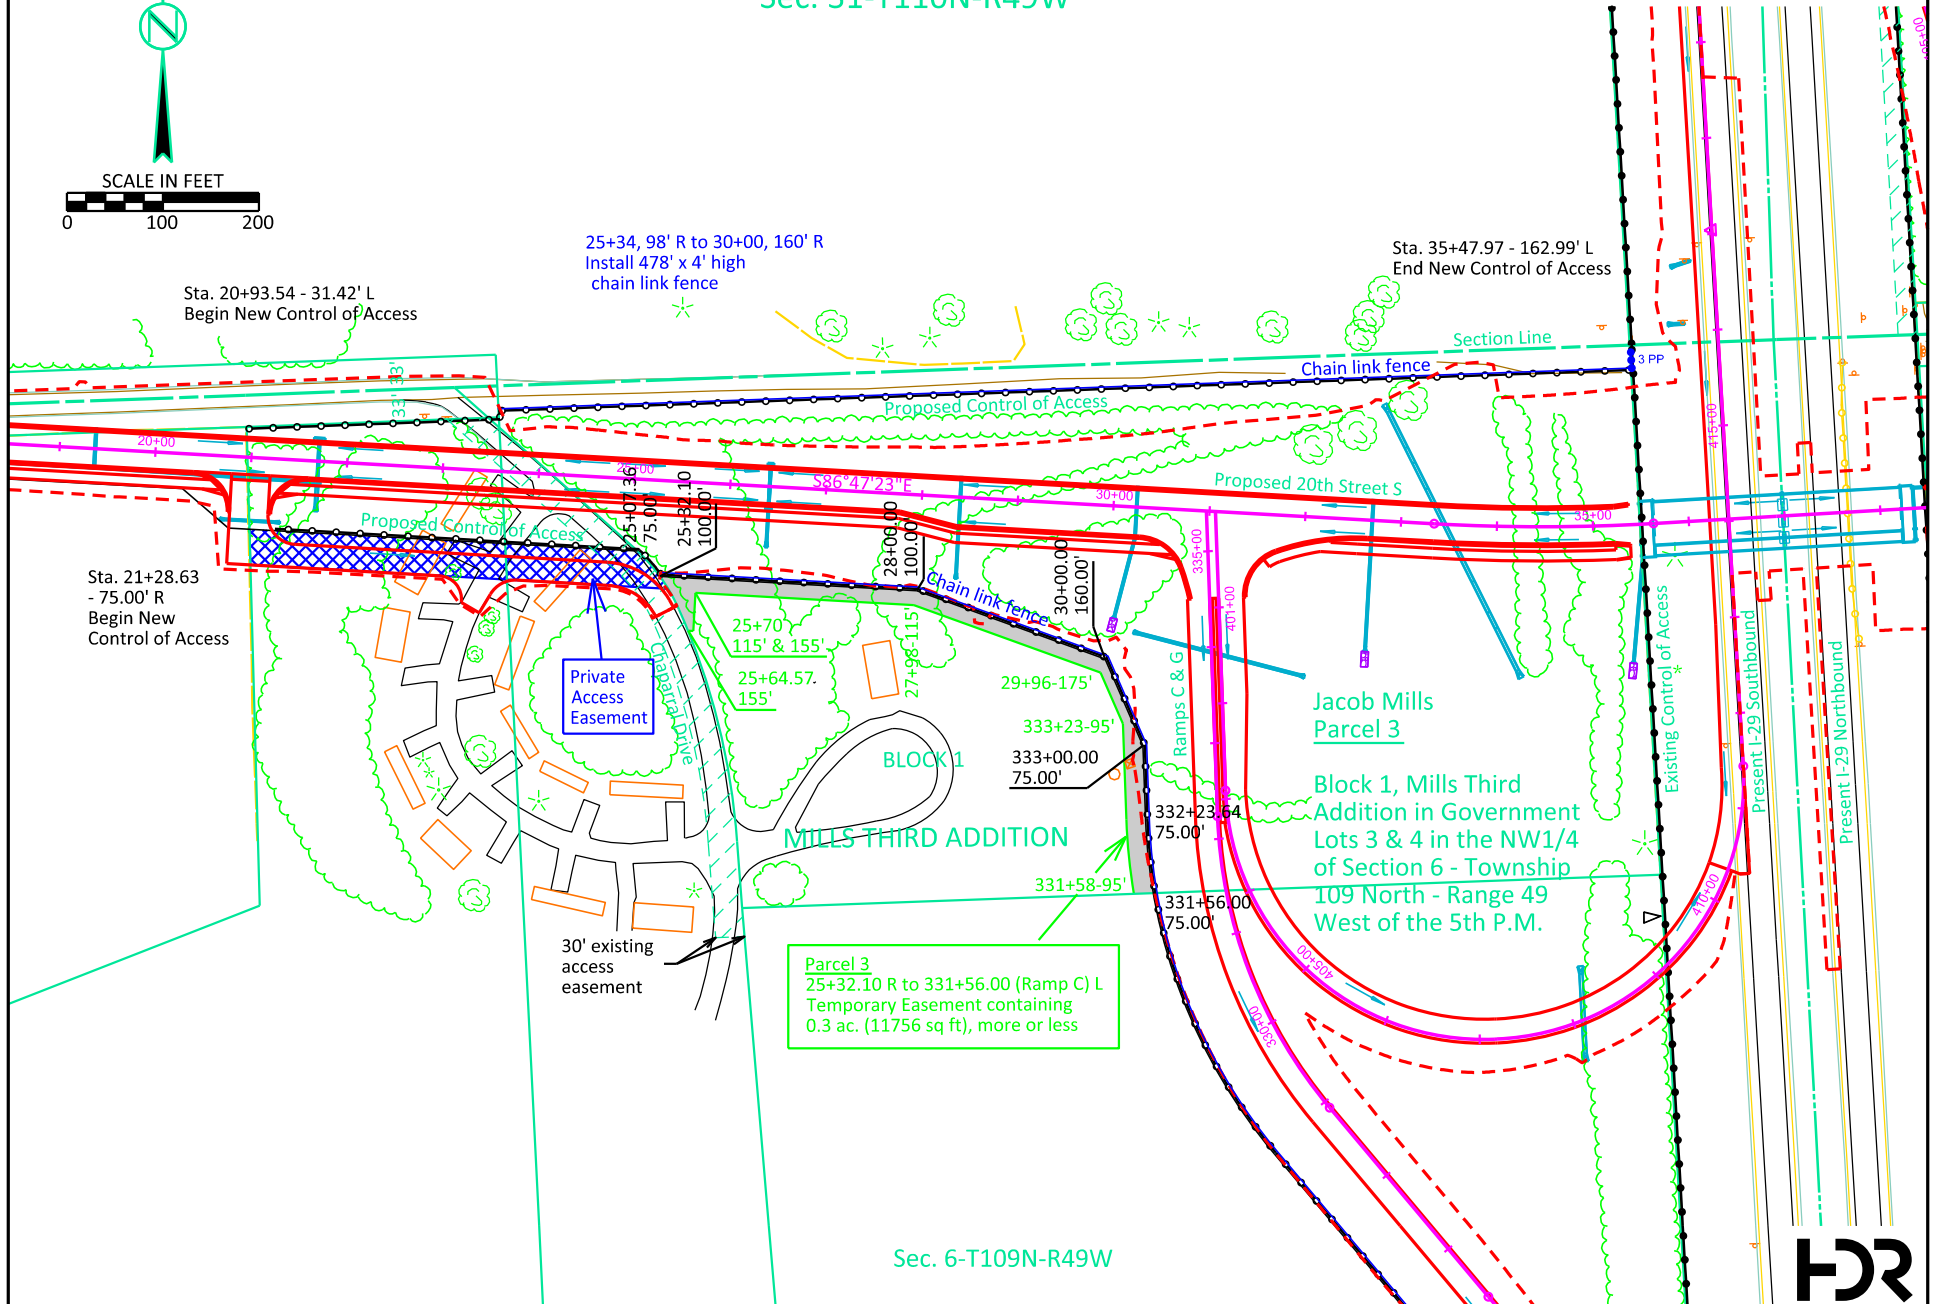 Sec. 31-T110N-R49W
SCALE IN FEET
0 100 200
25+34, 98' R to 30+00, 160' R
Install 478' x 4' high
chain link fence
Sta. 35+47.97 - 162.99' L
End New Control of Access
Sta. 20+93.54 - 31.42' L
Begin New Control of Access
Section Line
3 PP
Chain link fence
Proposed Control of Access
33'
33'
20+00
25+00
S86°47'23"E
30+00
Proposed 20th Street S
35+00
415+00
Proposed Control of Access
25+07.36
75.00'
25+32.10
100.00'
28+00.00
100.00'
30+00.00
160.00'
335+00
401+00
Chain link fence
Sta. 21+28.63
- 75.00' R
Begin New
Control of Access
Private
Access
Easement
25+70
115' & 155'
25+64.57
155'
27+98-115'
29+96-175'
333+23-95'
333+00.00
75.00'
Chaparral Drive
BLOCK 1
Ramps C & G
Jacob Mills
Parcel 3
Existing Control of Access
Present I-29 Southbound
Present I-29 Northbound
332+23.64
75.00'
Block 1, Mills Third
Addition in Government
Lots 3 & 4 in the NW1/4
of Section 6 - Township
109 North - Range 49
West of the 5th P.M.
MILLS THIRD ADDITION
331+58-95'
331+56.00
75.00'
410+00
405+00
330+00
30' existing
access
easement
Parcel 3
25+32.10 R to 331+56.00 (Ramp C) L
Temporary Easement containing
0.3 ac. (11756 sq ft), more or less
Sec. 6-T109N-R49W
HDR